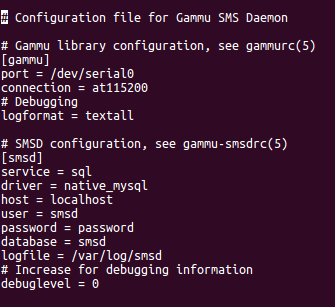 # Configuration file for Gammu SMS Daemon
# Gammu library configuration, see gammurc(5)
[gammu]
port = /dev/serial0
connection = at115200
# Debugging
logformat = textall
# SMSD configuration, see gammu-smsdrc(5)
[smsd]
service = sql
driver = native_mysql
host = localhost
user = smsd
password = password
database = smsd
logfile = /var/log/smsd
# Increase for debugging information
debuglevel = 0